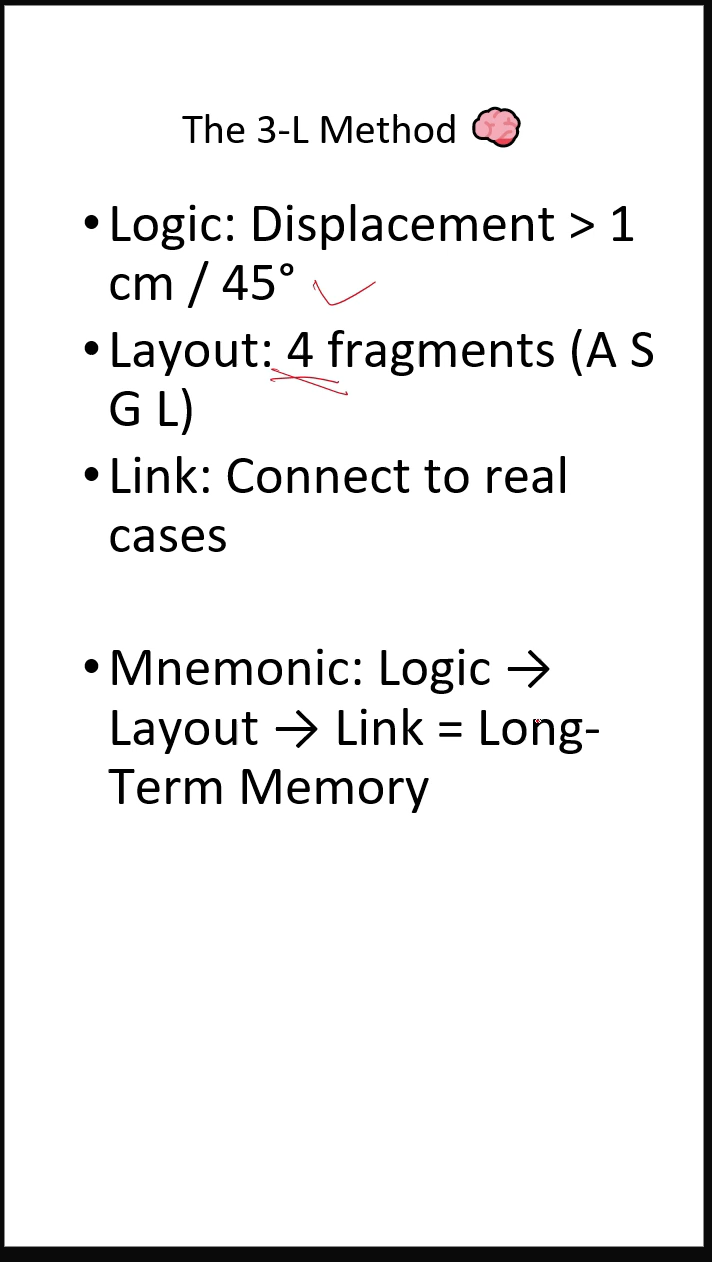 The 3-L Method 🧠
•Logic: Displacement > 1
cm / 45°
•Layout: 4 fragments (A S
G L)
•Link: Connect to real
cases
•Mnemonic: Logic →
Layout → Link = Long-
Term Memory